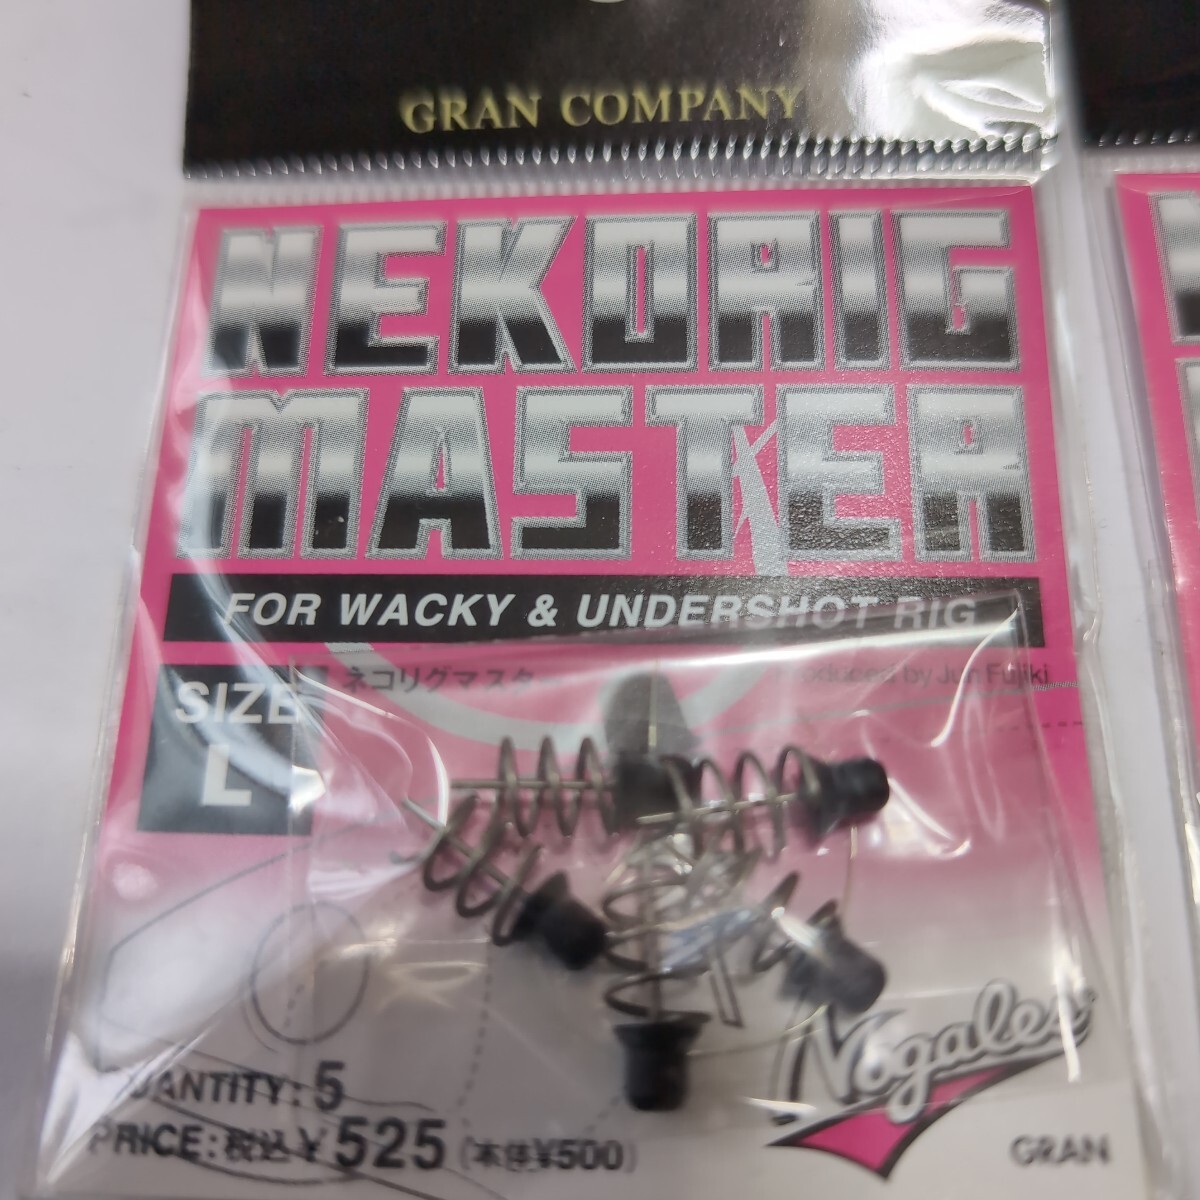 GRAN COMPANY
NEKORIG
MASTER
FOR WACKY & UNDERSHOT RIG
ネコリグマスター
Produced by Jun Fujiki
SIZE
L
Nogales
QUANTITY: 5
PRICE: 税込￥525 (本体¥500)
GRAN